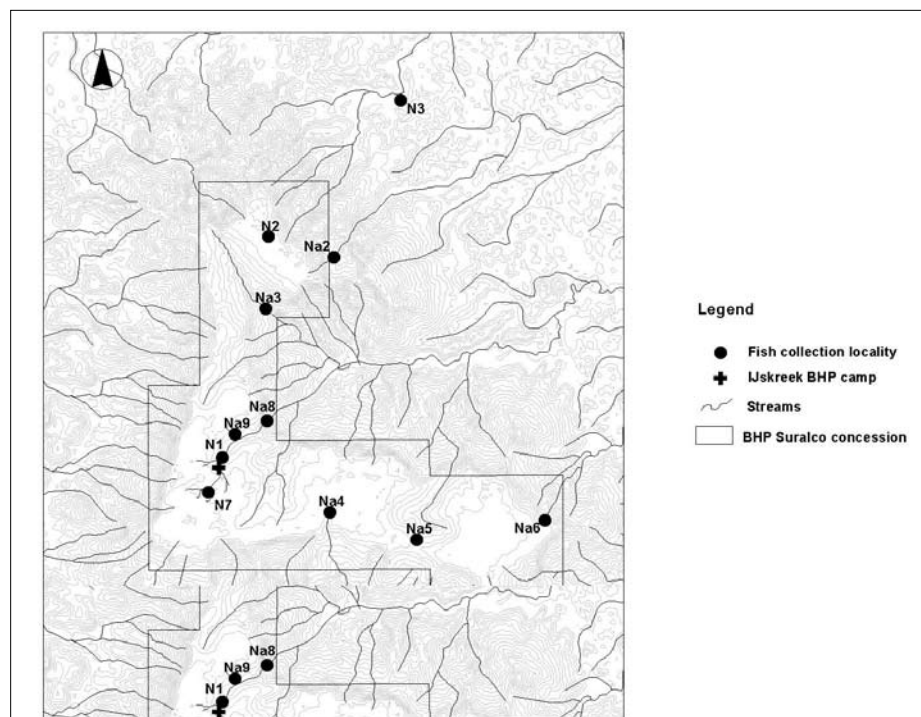 N3
N2
Na2
Na3
Legend
Fish collection locality
IJskreek BHP camp
Streams
BHP Suralco concession
Na8
Na9
N1
N7
Na4
Na5
Na6
Na8
Na9
N1